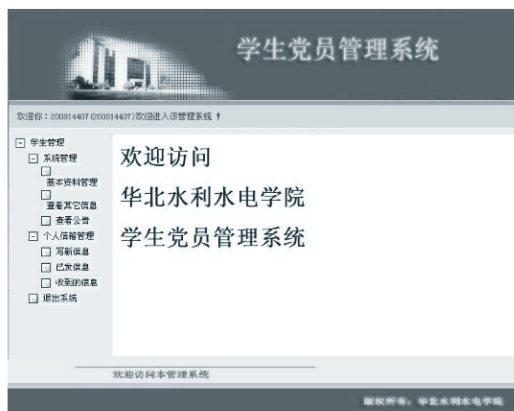 学生党员管理系统
欢迎你：200814407(200814407)欢迎进入该管理系统！
学生管理
系统管理
基本资料管理
查看其它信息
查看公告
个人信箱管理
写新信息
已发信息
收到的信息
退出系统
欢迎访问
华北水利水电学院
学生党员管理系统
欢迎访问本管理系统
版权所有：华北水利水电学院